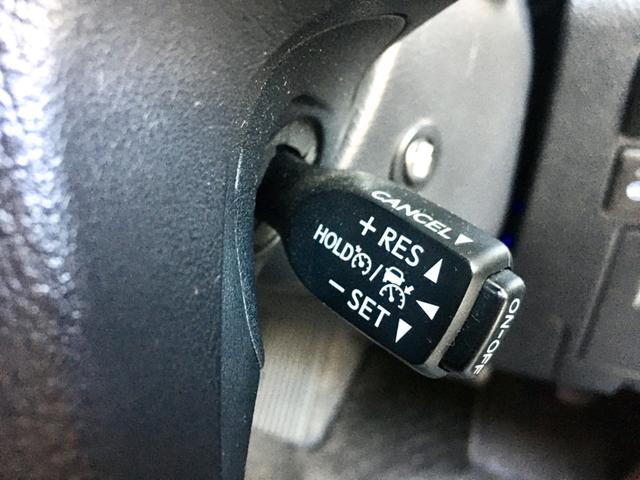 CANCEL
+ RES
HOLD /
- SET
ON-OFF